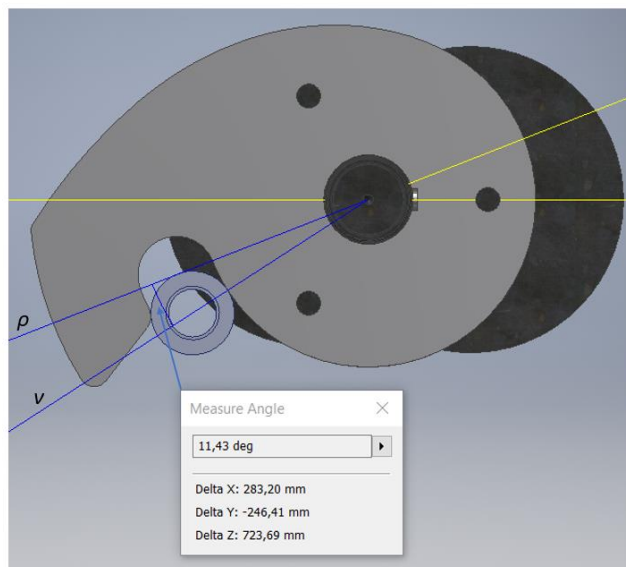 ρ
ν
Measure Angle
11,43 deg
Delta X: 283,20 mm
Delta Y: -246,41 mm
Delta Z: 723,69 mm